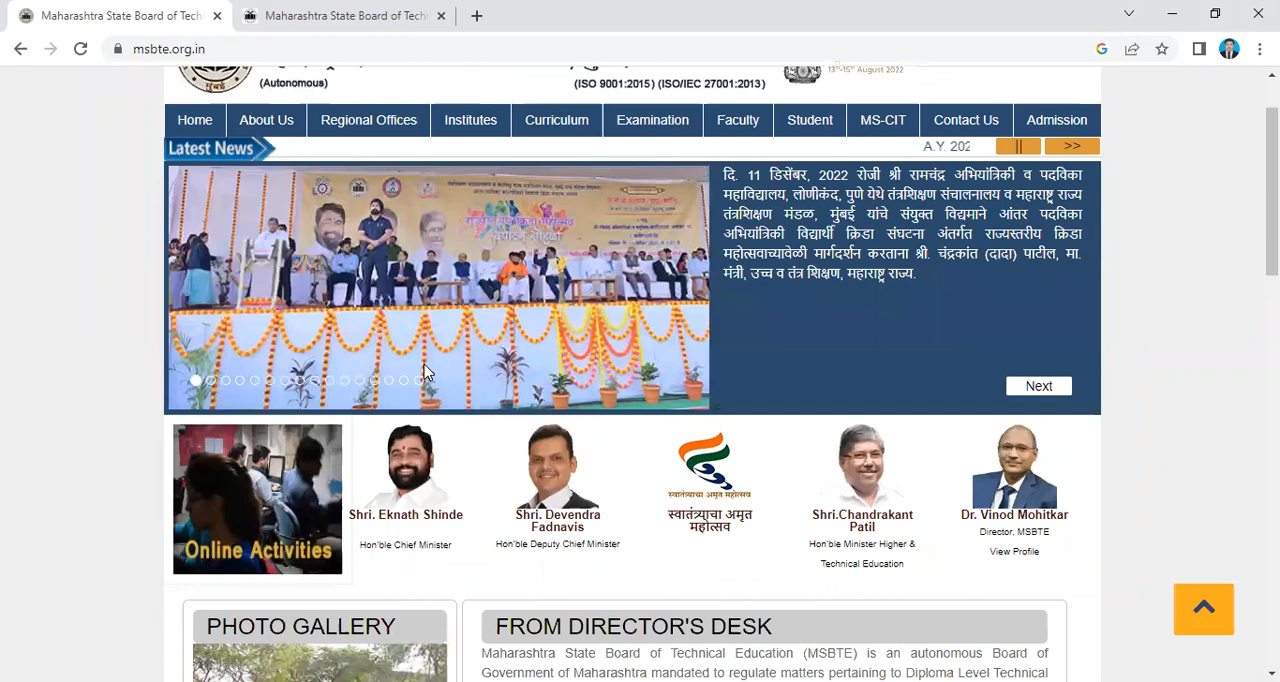 Maharashtra State Board of Tech
Maharashtra State Board of Tech
msbte.org.in
(Autonomous)
(ISO 9001:2015) (ISO/IEC 27001:2013)
13th-15th August 2022
Home About Us Regional Offices Institutes Curriculum Examination Faculty Student MS-CIT Contact Us Admission
Latest News
A.Y. 202
|| >>
दि. 11 डिसेंबर, 2022 रोजी श्री रामचंद्र अभियांत्रिकी व पदविका
महाविद्यालय, लोणीकंद, पुणे येथे तंत्रशिक्षण संचालनालय व महाराष्ट्र राज्य
तंत्रशिक्षण मंडळ, मुंबई यांचे संयुक्त विद्यमाने आंतर पदविका
अभियांत्रिकी विद्यार्थी क्रिडा संघटना अंतर्गत राज्यस्तरीय क्रिडा
महोत्सवाच्यावेळी मार्गदर्शन करताना श्री. चंद्रकांत (दादा) पाटील, मा.
मंत्री, उच्च व तंत्र शिक्षण, महाराष्ट्र राज्य.
Next
Online Activities
Shri. Eknath Shinde
Hon'ble Chief Minister
Shri. Devendra
Fadnavis
Hon'ble Deputy Chief Minister
स्वातंत्र्याचा अमृत महोत्सव
स्वातंत्र्याचा अमृत
महोत्सव
Shri.Chandrakant
Patil
Hon'ble Minister Higher &
Technical Education
Dr. Vinod Mohitkar
Director, MSBTE
View Profile
PHOTO GALLERY
FROM DIRECTOR'S DESK
Maharashtra State Board of Technical Education (MSBTE) is an autonomous Board of
Government of Maharashtra mandated to regulate matters pertaining to Diploma Level Technical